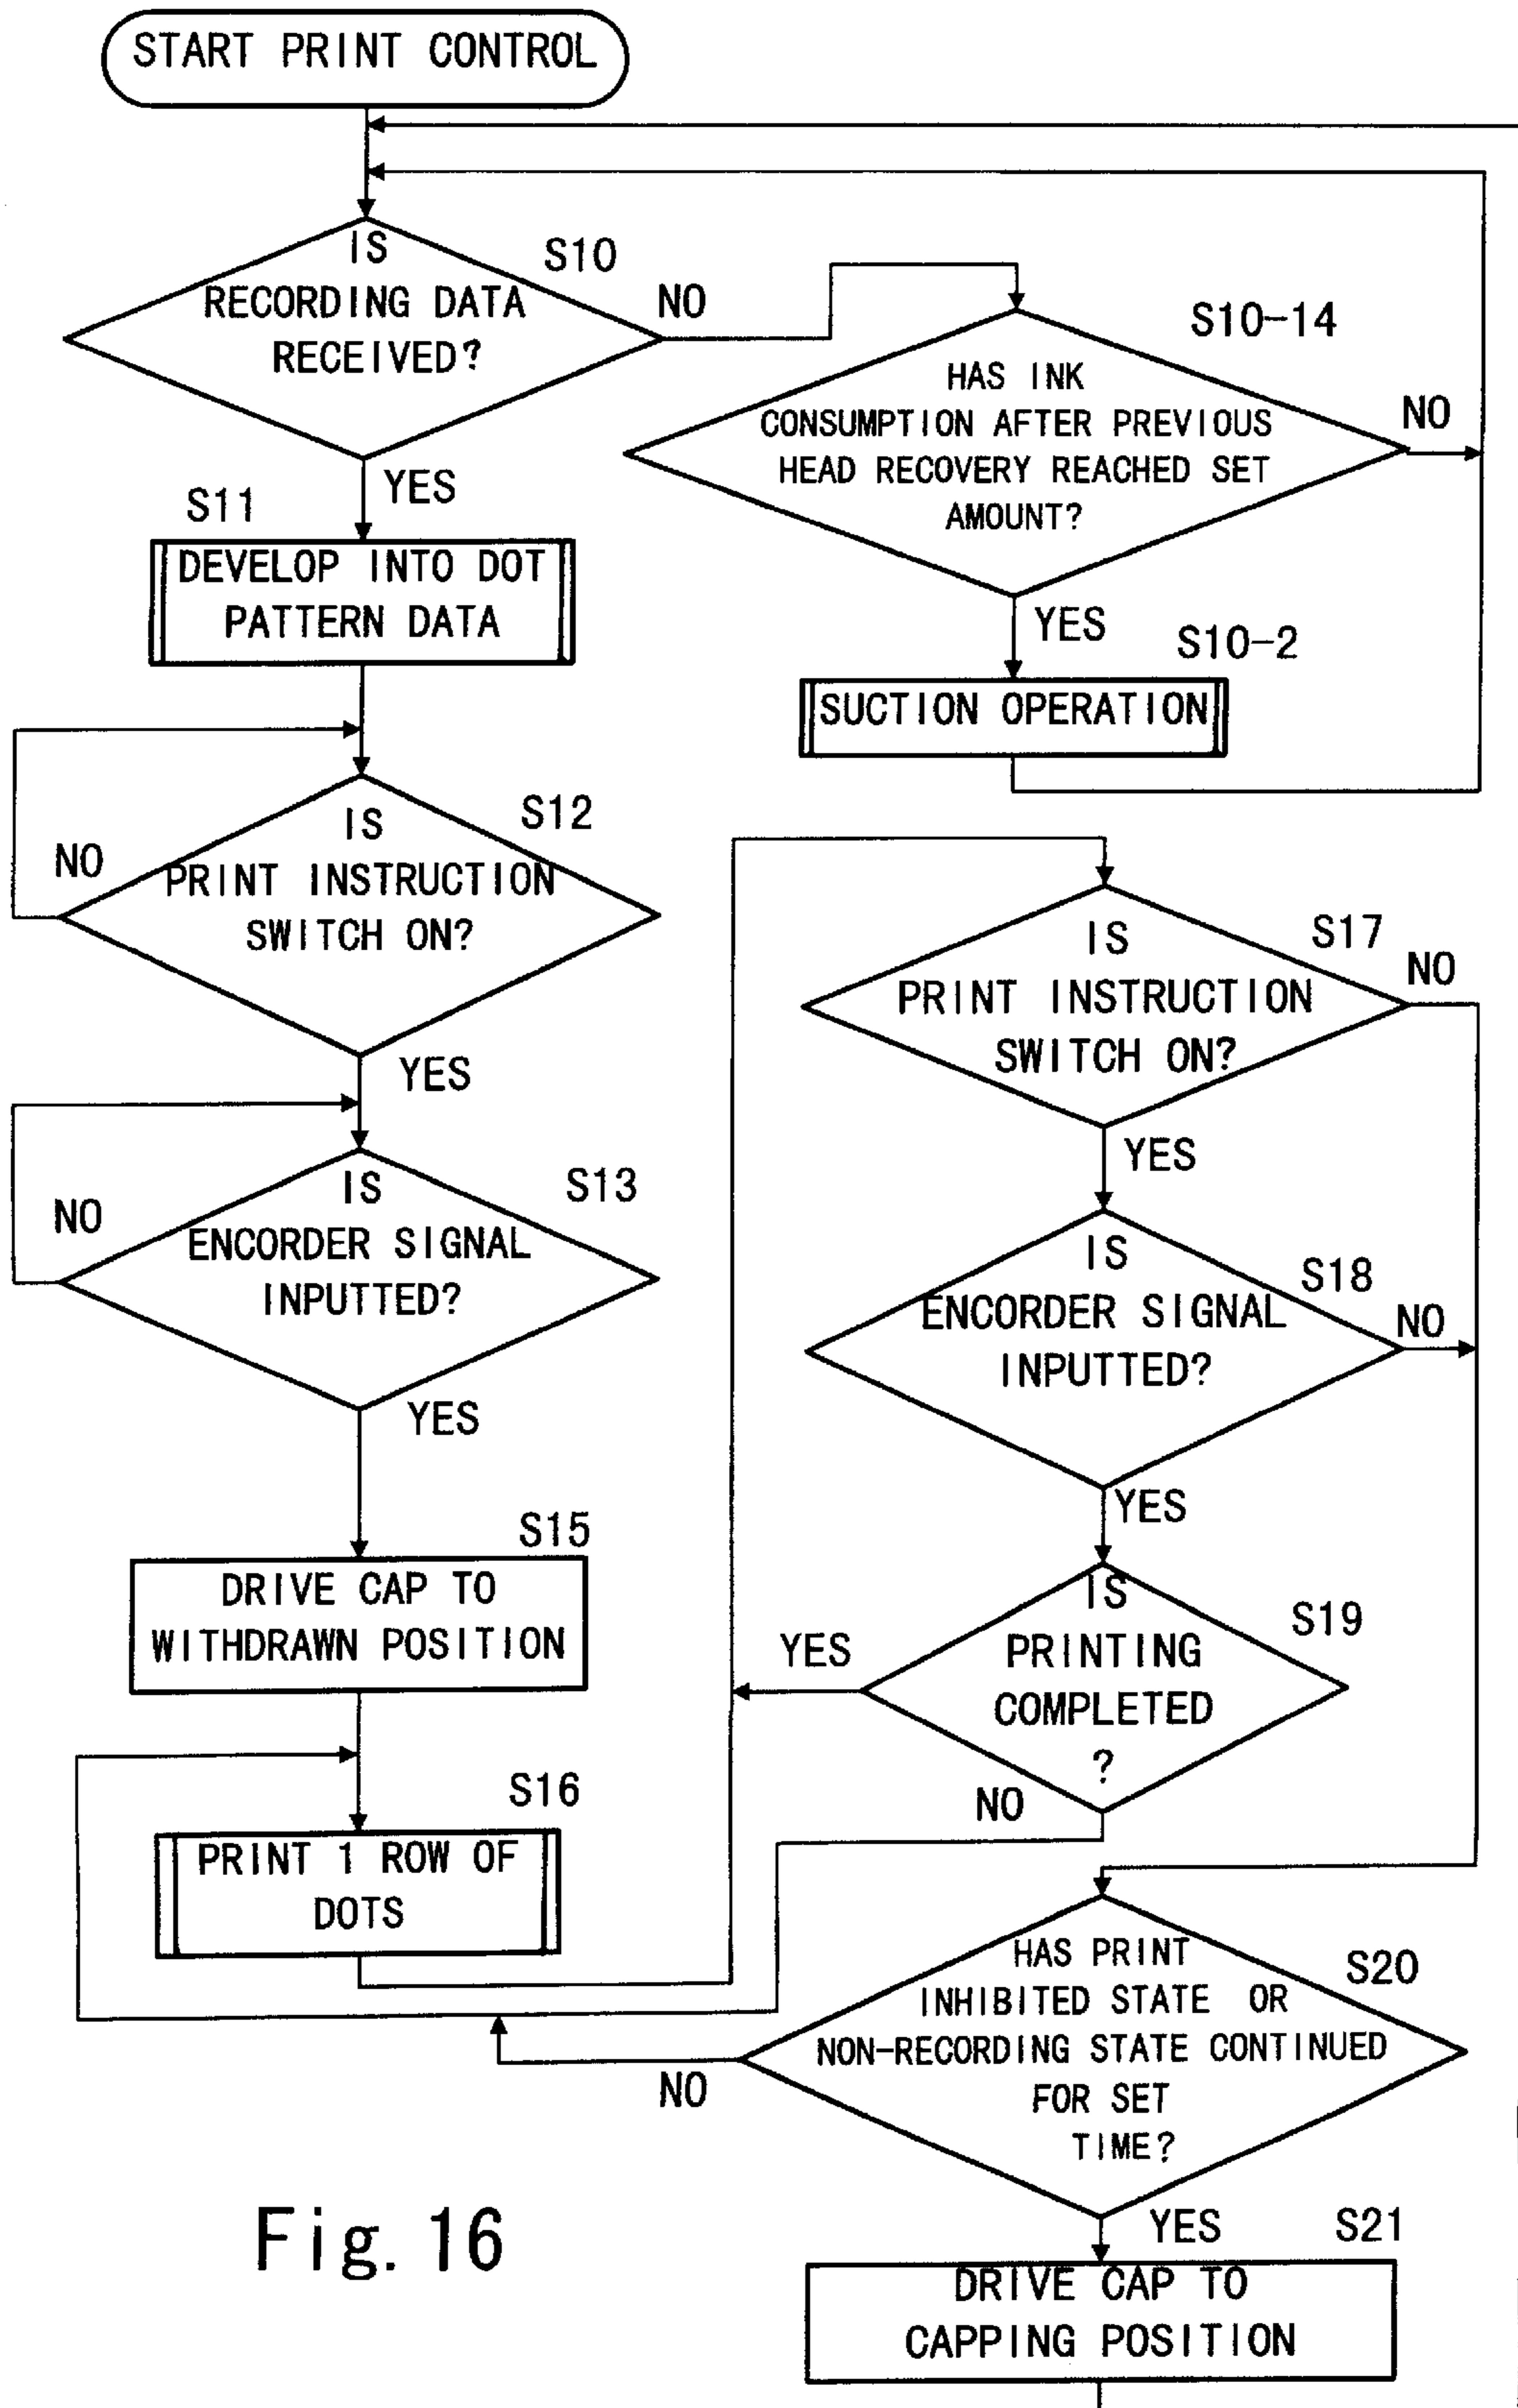 START PRINT CONTROL
IS
RECORDING DATA
RECEIVED?
S10
NO
YES
S10-14
HAS INK
CONSUMPTION AFTER PREVIOUS
HEAD RECOVERY REACHED SET
AMOUNT?
NO
YES
S10-2
SUCTION OPERATION
S11
DEVELOP INTO DOT
PATTERN DATA
S12
IS
PRINT INSTRUCTION
SWITCH ON?
NO
YES
S13
IS
ENCORDER SIGNAL
INPUTTED?
NO
YES
S15
DRIVE CAP TO
WITHDRAWN POSITION
S16
PRINT 1 ROW OF
DOTS
S17
IS
PRINT INSTRUCTION
SWITCH ON?
NO
YES
S18
IS
ENCORDER SIGNAL
INPUTTED?
NO
YES
S19
IS
PRINTING
COMPLETED
?
YES
NO
S20
HAS PRINT
INHIBITED STATE OR
NON-RECORDING STATE CONTINUED
FOR SET
TIME?
NO
YES
S21
DRIVE CAP TO
CAPPING POSITION
Fig. 16